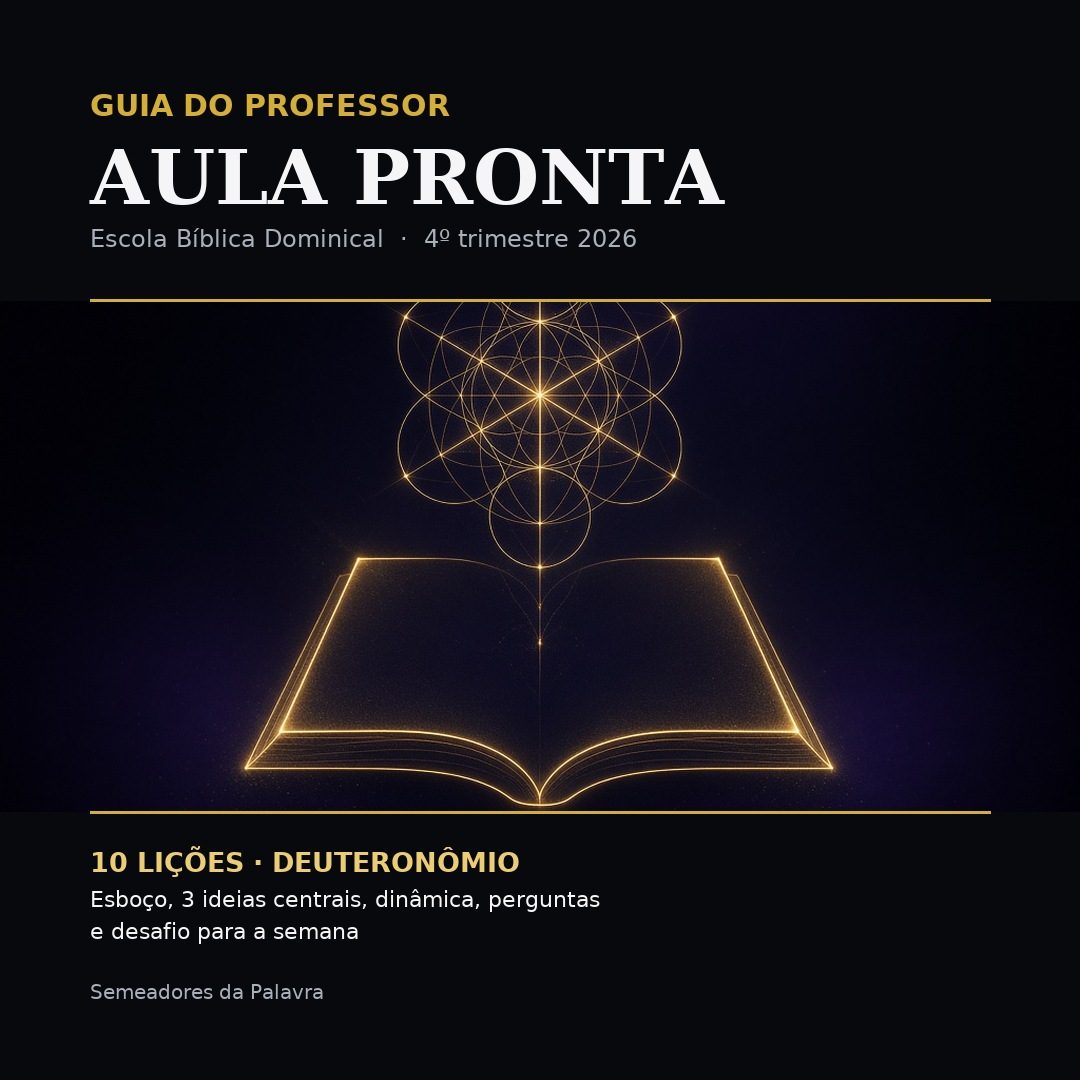 GUIA DO PROFESSOR
AULA PRONTA
Escola Bíblica Dominical · 4º trimestre 2026
10 LIÇÕES · DEUTERONÔMIO
Esboço, 3 ideias centrais, dinâmica, perguntas
e desafio para a semana
Semeadores da Palavra